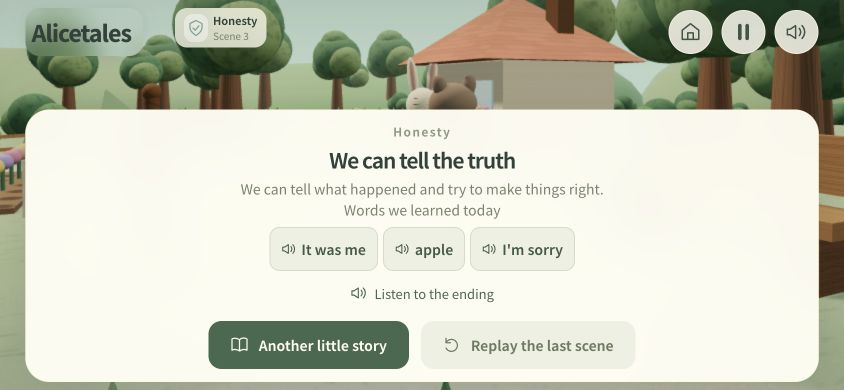 Alicetales
Honesty
Scene 3
Honesty
We can tell the truth
We can tell what happened and try to make things right.
Words we learned today
It was me
apple
I'm sorry
Listen to the ending
Another little story
Replay the last scene